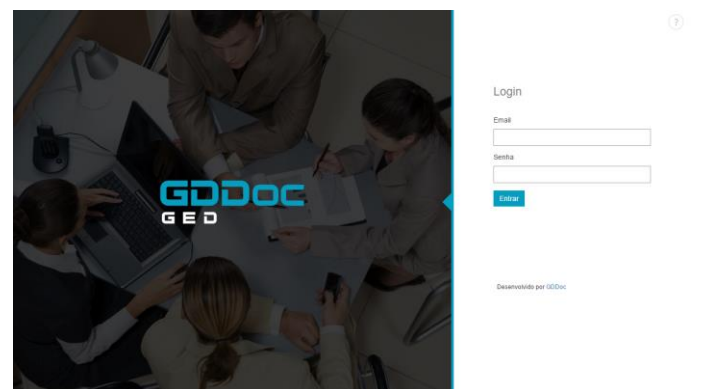 GDDoc
GED
?
Login
Email
Senha
Entrar
Desenvolvido por GDDoc